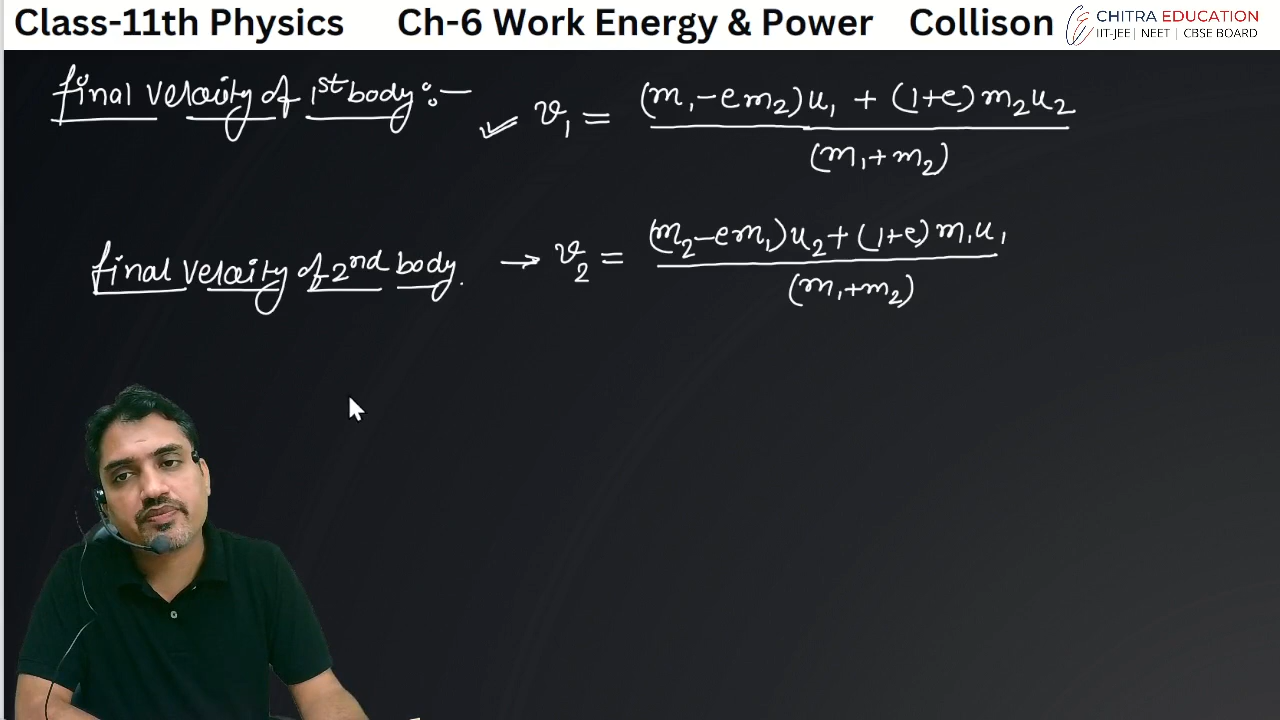 Class-11th Physics Ch-6 Work Energy & Power Collison
CHITRA EDUCATION
IIT-JEE | NEET | CBSE BOARD
final velocity of 1st body :- v₁ = (m₁-em₂)u₁ + (1+e)m₂u₂
(m₁+m₂)
final velocity of 2nd body. → v₂ = (m₂-em₁)u₂+(1+e)m₁u₁
(m₁+m₂)